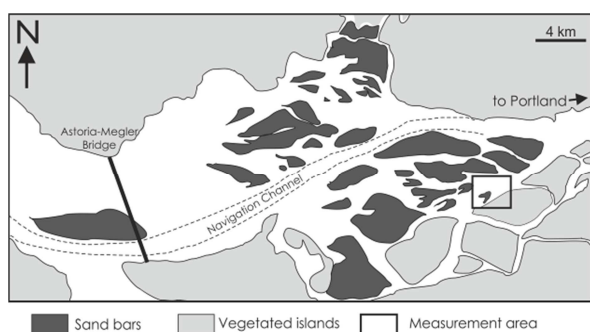 N
4 km
to Portland
Astoria-Megler
Bridge
Navigation Channel
Sand bars
Vegetated islands
Measurement area